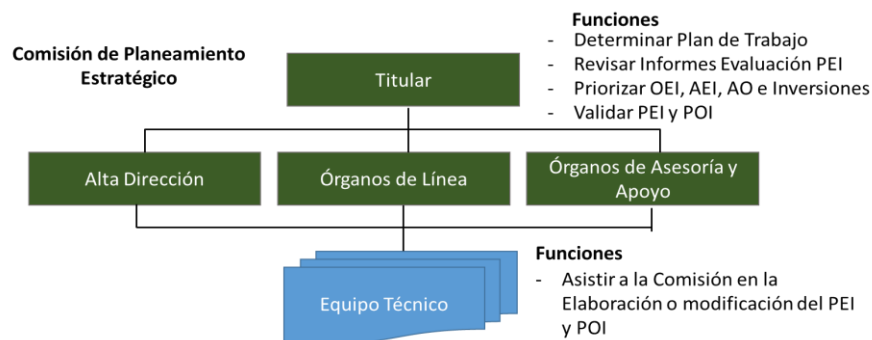 Comisión de Planeamiento
Estratégico
Titular
Funciones
- Determinar Plan de Trabajo
- Revisar Informes Evaluación PEI
- Priorizar OEI, AEI, AO e Inversiones
- Validar PEI y POI
Alta Dirección
Órganos de Línea
Órganos de Asesoría y
Apoyo
Equipo Técnico
Funciones
- Asistir a la Comisión en la
Elaboración o modificación del PEI
y POI